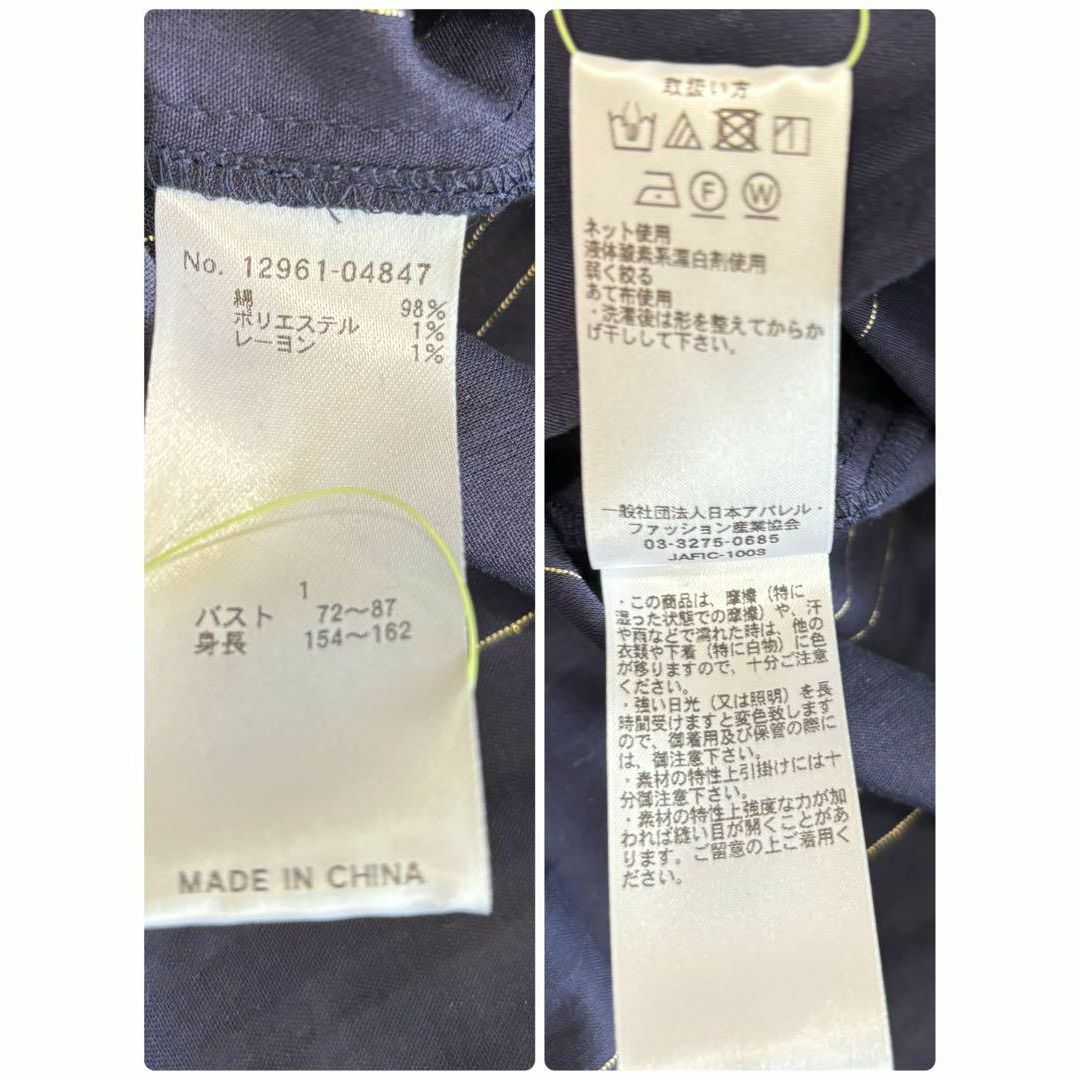 No. 12961-04847
綿 98%
ポリエステル 1%
レーヨン 1%
1
バスト 72～87
身長 154～162
MADE IN CHINA
取扱い方
F W
ネット使用
液体酸素系漂白剤使用
弱く絞る
あて布使用
・洗濯後は形を整えてからか
げ干しして下さい。
一般社団法人日本アパレル・
ファッション産業協会
03-3275-0685
JAFIC-1003
・この商品は、摩擦（特に
湿った状態での摩擦）や、汗
や雨などで濡れた時は、他の
衣類や下着（特に白物）に色
が移りますので、十分ご注意
ください。
・強い日光（又は照明）を長
時間受けますと変色致します
ので、御着用及び保管の際に
は、御注意下さい。
・素材の特性上引掛けには十
分御注意下さい。
・素材の特性上強度な力が加
われば縫い目が開くことがあ
ります。ご留意の上ご着用く
ださい。